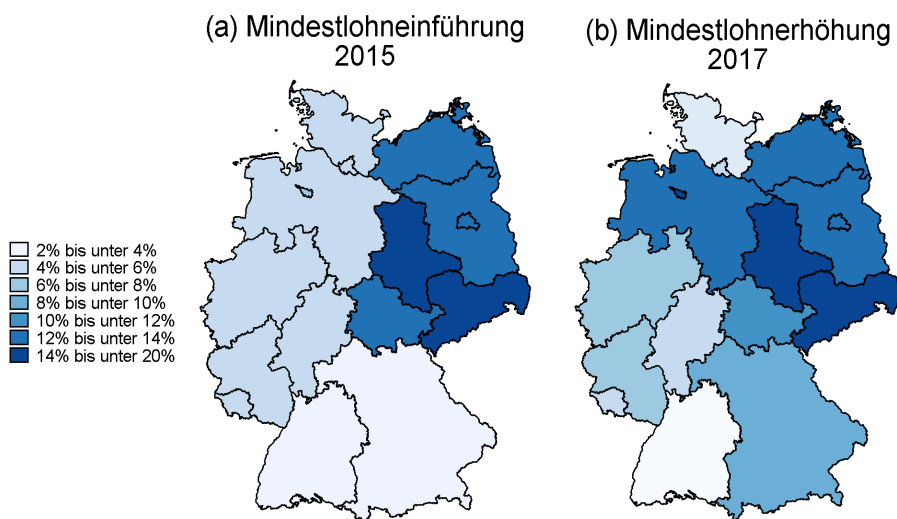 (a) Mindestlohneinführung
2015
(b) Mindestlohnerhöhung
2017
2% bis unter 4%
4% bis unter 6%
6% bis unter 8%
8% bis unter 10%
10% bis unter 12%
12% bis unter 14%
14% bis unter 20%